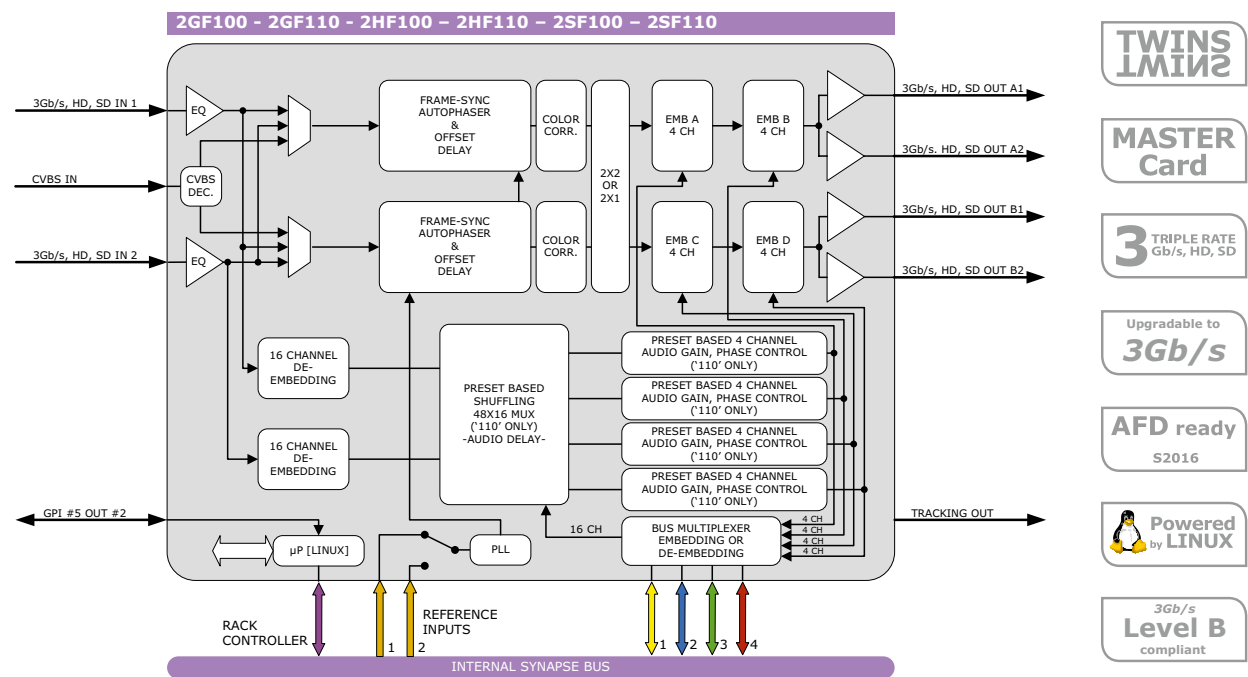 2GF100 - 2GF110 - 2HF100 – 2HF110 – 2SF100 – 2SF110
3Gb/s, HD, SD IN 1
CVBS IN
3Gb/s, HD, SD IN 2
GPI #5 OUT #2
EQ
CVBS
DEC.
EQ
FRAME-SYNC
AUTOPHASER
&
OFFSET
DELAY
COLOR
CORR.
FRAME-SYNC
AUTOPHASER
&
OFFSET
DELAY
COLOR
CORR.
2X2
OR
2X1
EMB A
4 CH
EMB B
4 CH
EMB C
4 CH
EMB D
4 CH
3Gb/s, HD, SD OUT A1
3Gb/s. HD, SD OUT A2
3Gb/s, HD, SD OUT B1
3Gb/s, HD, SD OUT B2
TRACKING OUT
16 CHANNEL
DE-
EMBEDDING
16 CHANNEL
DE-
EMBEDDING
PRESET BASED
SHUFFLING
48X16 MUX
('110' ONLY)
-AUDIO DELAY-
PRESET BASED 4 CHANNEL
AUDIO GAIN, PHASE CONTROL
('110' ONLY)
PRESET BASED 4 CHANNEL
AUDIO GAIN, PHASE CONTROL
('110' ONLY)
PRESET BASED 4 CHANNEL
AUDIO GAIN, PHASE CONTROL
('110' ONLY)
PRESET BASED 4 CHANNEL
AUDIO GAIN, PHASE CONTROL
('110' ONLY)
µP [LINUX]
PLL
16 CH
BUS MULTIPLEXER
EMBEDDING OR
DE-EMBEDDING
4 CH
4 CH
4 CH
4 CH
RACK
CONTROLLER
1
2
REFERENCE
INPUTS
1
2
3
4
INTERNAL SYNAPSE BUS
TWINS
TWINS
MASTER
Card
3 TRIPLE RATE
Gb/s, HD, SD
Upgradable to
3Gb/s
AFD ready
S2016
Powered
by LINUX
3Gb/s
Level B
compliant